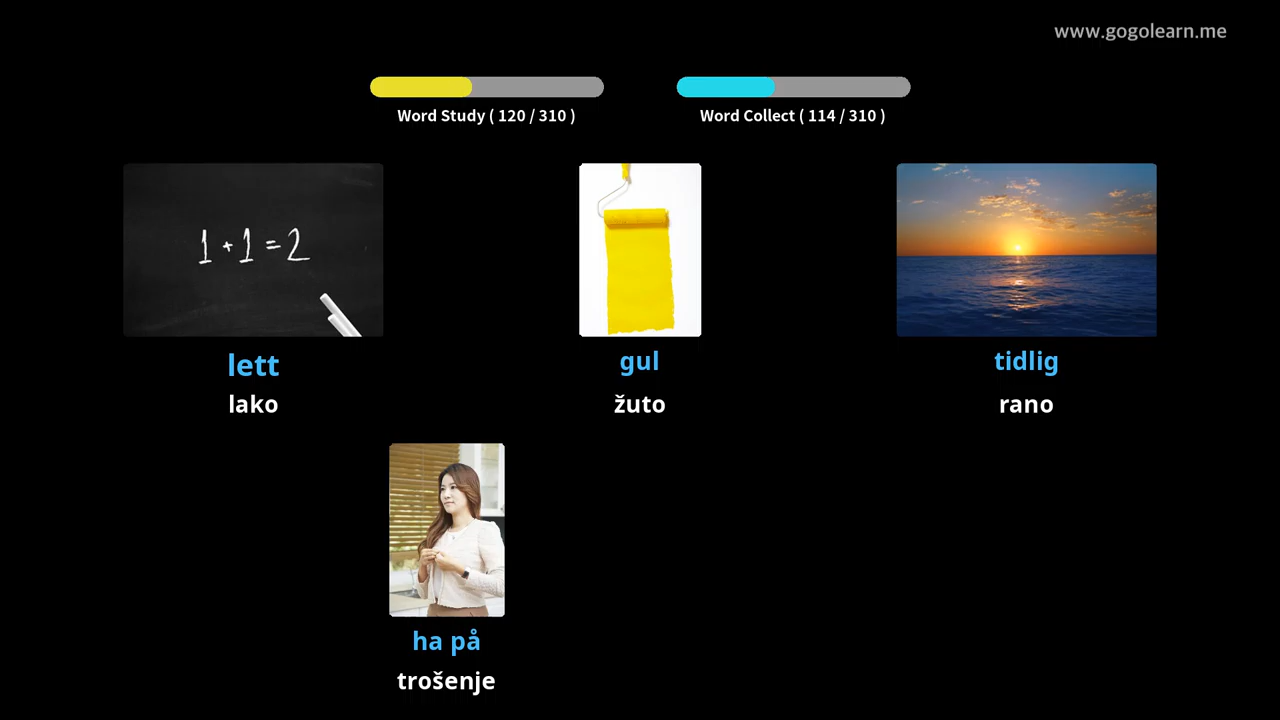 www.gogolearn.me
Word Study ( 120 / 310 )
Word Collect ( 114 / 310 )
1 + 1 = 2
lett
gul
tidlig
lako
žuto
rano
ha på
trošenje